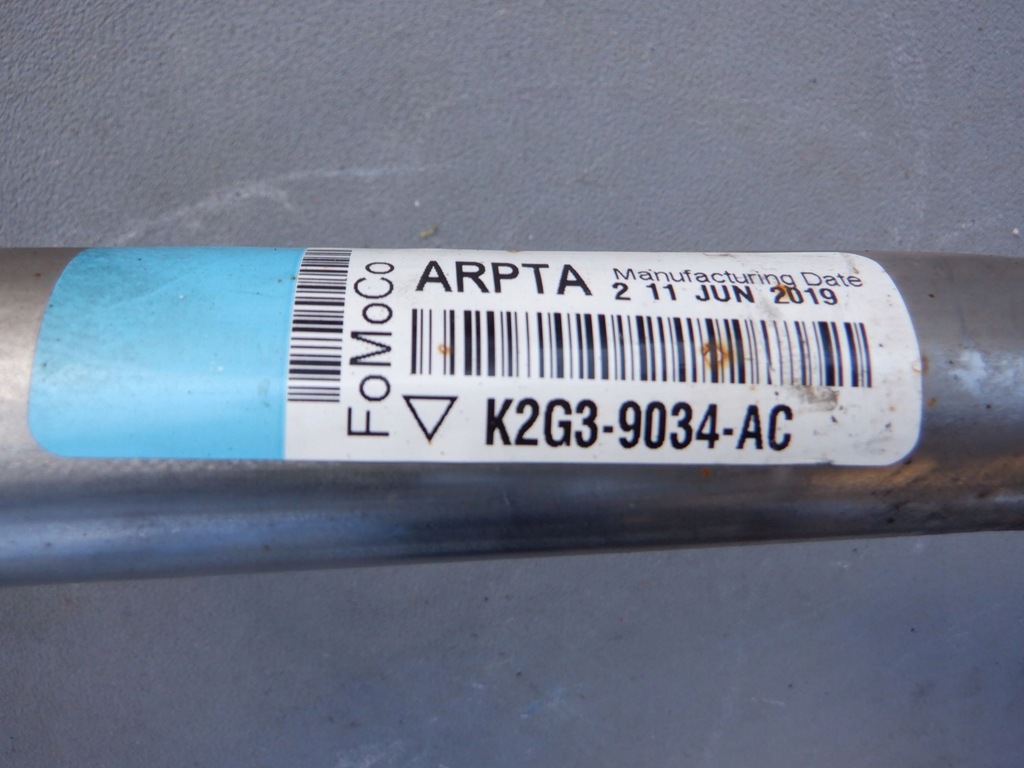 FoMoCo
ARPTA
Manufacturing Date
2 11 JUN 2019
K2G3-9034-AC